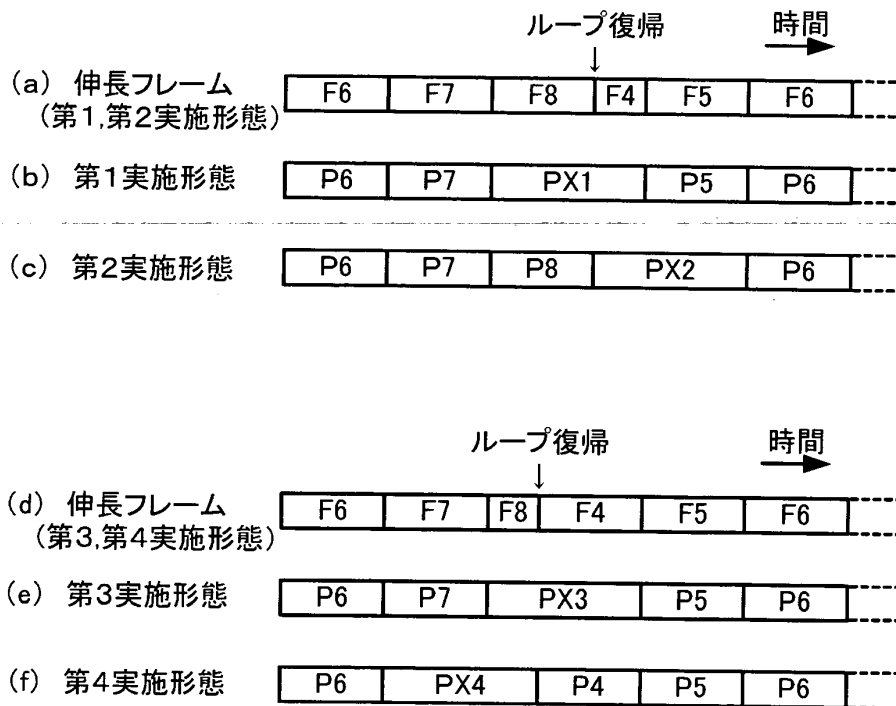 ループ復帰 時間
↓
(a) 伸長フレーム F6 F7 F8 F4 F5 F6
(第1,第2実施形態)
(b) 第1実施形態 P6 P7 PX1 P5 P6
(c) 第2実施形態 P6 P7 P8 PX2 P6
ループ復帰 時間
↓
(d) 伸長フレーム F6 F7 F8 F4 F5 F6
(第3,第4実施形態)
(e) 第3実施形態 P6 P7 PX3 P5 P6
(f) 第4実施形態 P6 PX4 P4 P5 P6